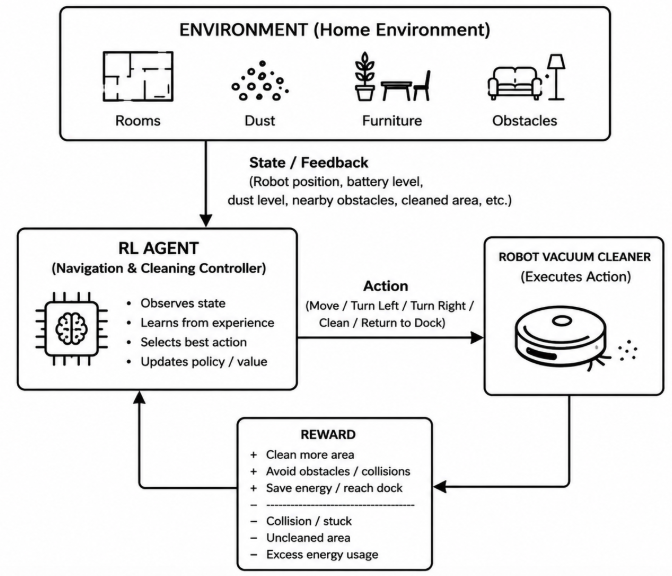 ENVIRONMENT (Home Environment)
Rooms
Dust
Furniture
Obstacles
State / Feedback
(Robot position, battery level,
dust level, nearby obstacles, cleaned area, etc.)
RL AGENT
(Navigation & Cleaning Controller)
• Observes state
• Learns from experience
• Selects best action
• Updates policy / value
Action
(Move / Turn Left / Turn Right /
Clean / Return to Dock)
ROBOT VACUUM CLEANER
(Executes Action)
REWARD
+ Clean more area
+ Avoid obstacles / collisions
+ Save energy / reach dock
− ------------------------------------
− Collision / stuck
− Uncleaned area
− Excess energy usage